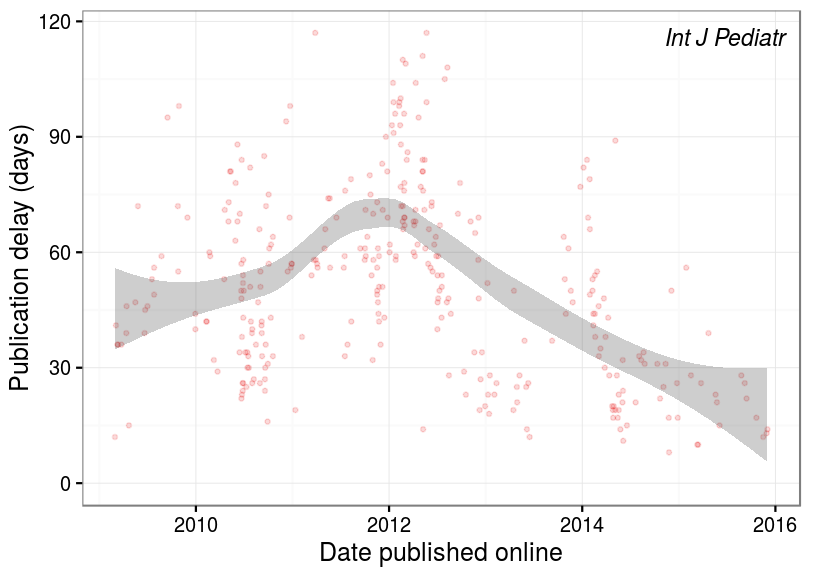 Int J Pediatr
Publication delay (days)
120
90
60
30
0
2010 2012 2014 2016
Date published online